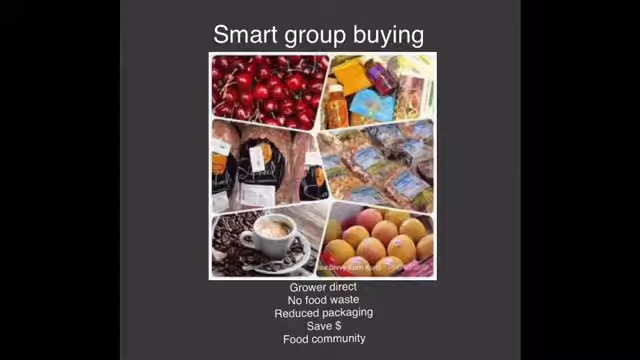 Smart group buying
Grower direct
No food waste
Reduced packaging
Save $
Food community